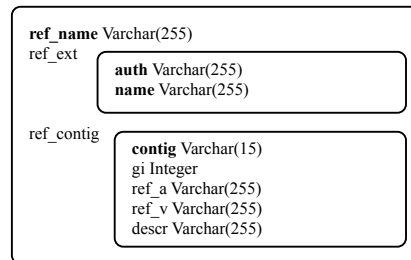 ref_name Varchar(255)
ref_ext
auth Varchar(255)
name Varchar(255)
ref_contig
contig Varchar(15)
gi Integer
ref_a Varchar(255)
ref_v Varchar(255)
descr Varchar(255)